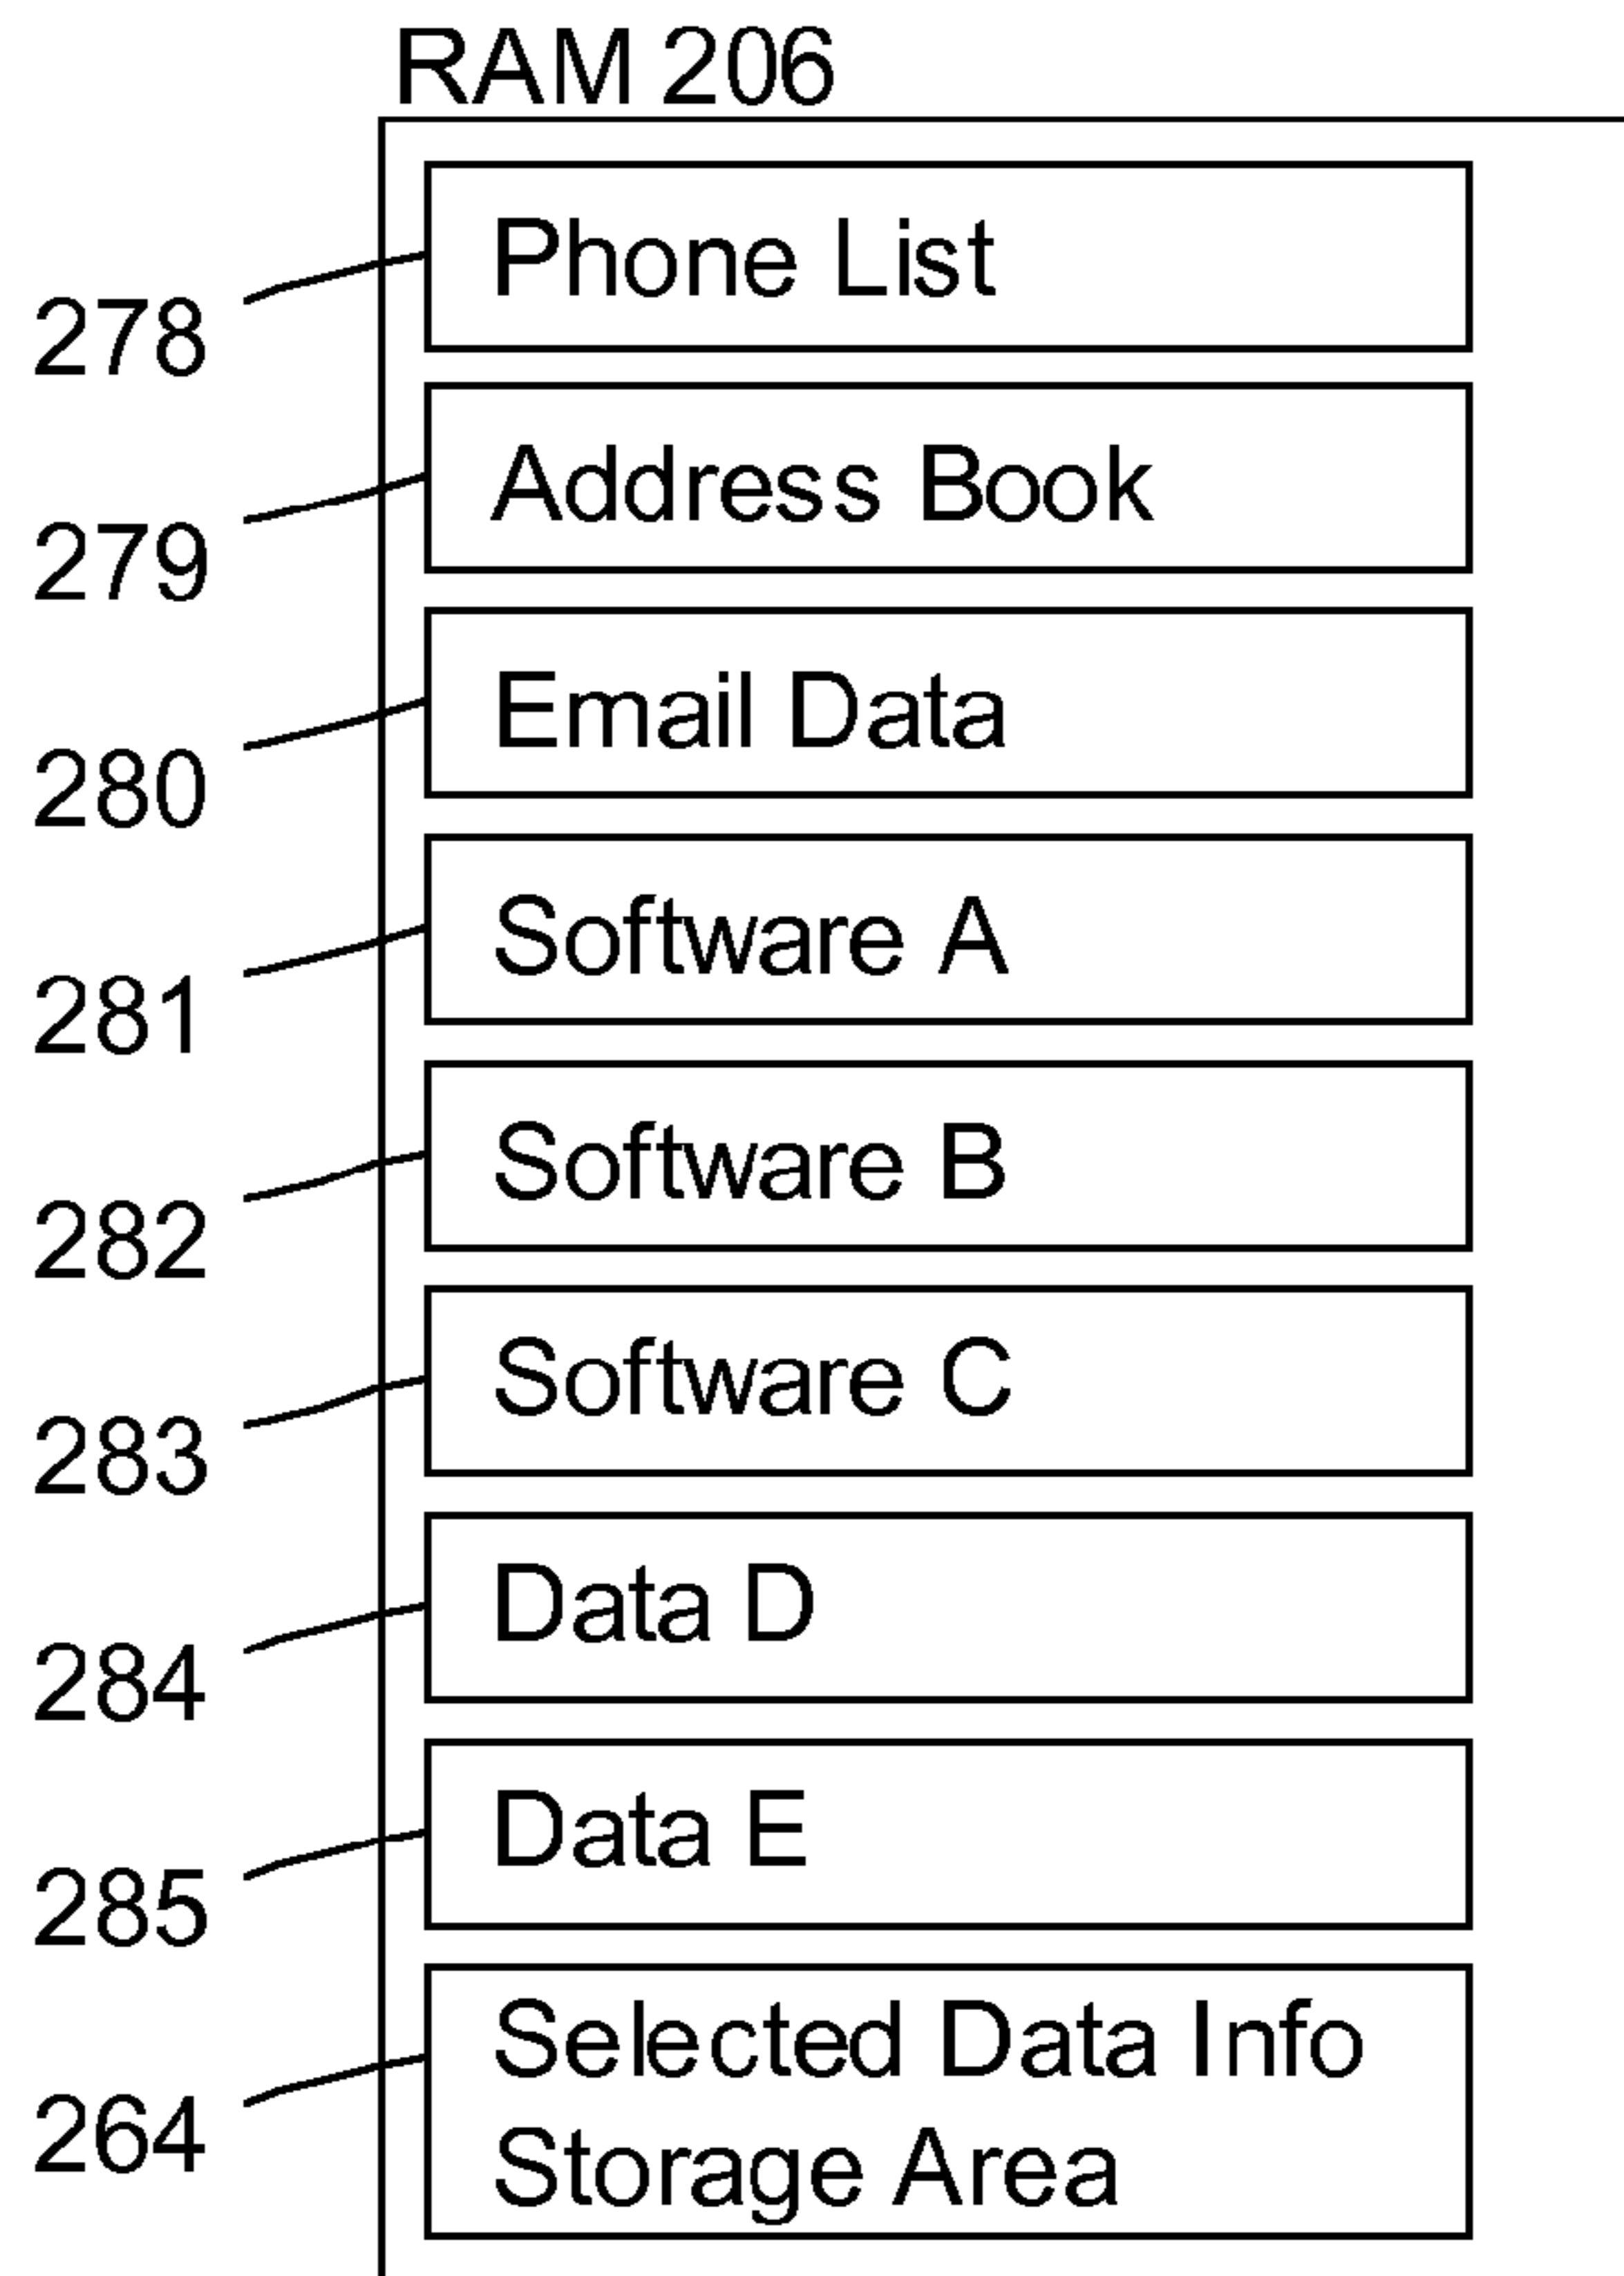 RAM 206
Phone List
278
Address Book
279
Email Data
280
Software A
281
Software B
282
Software C
283
Data D
284
Data E
285
Selected Data Info
Storage Area
264